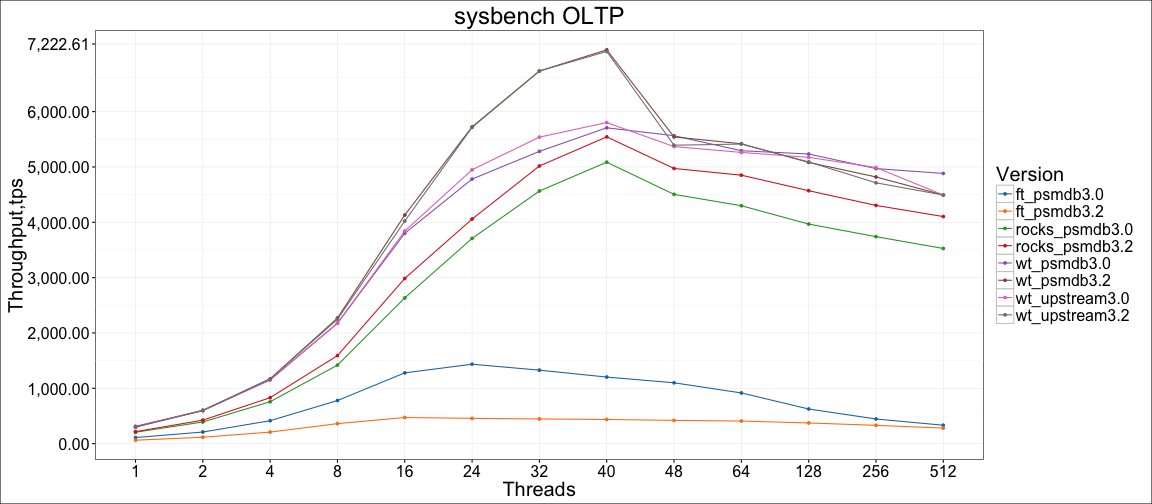 sysbench OLTP
Throughput,tps
7,222.61
6,000.00
5,000.00
4,000.00
3,000.00
2,000.00
1,000.00
0.00
1 2 4 8 16 24 32 40 48 64 128 256 512
Threads
Version
ft_psmdb3.0
ft_psmdb3.2
rocks_psmdb3.0
rocks_psmdb3.2
wt_psmdb3.0
wt_psmdb3.2
wt_upstream3.0
wt_upstream3.2